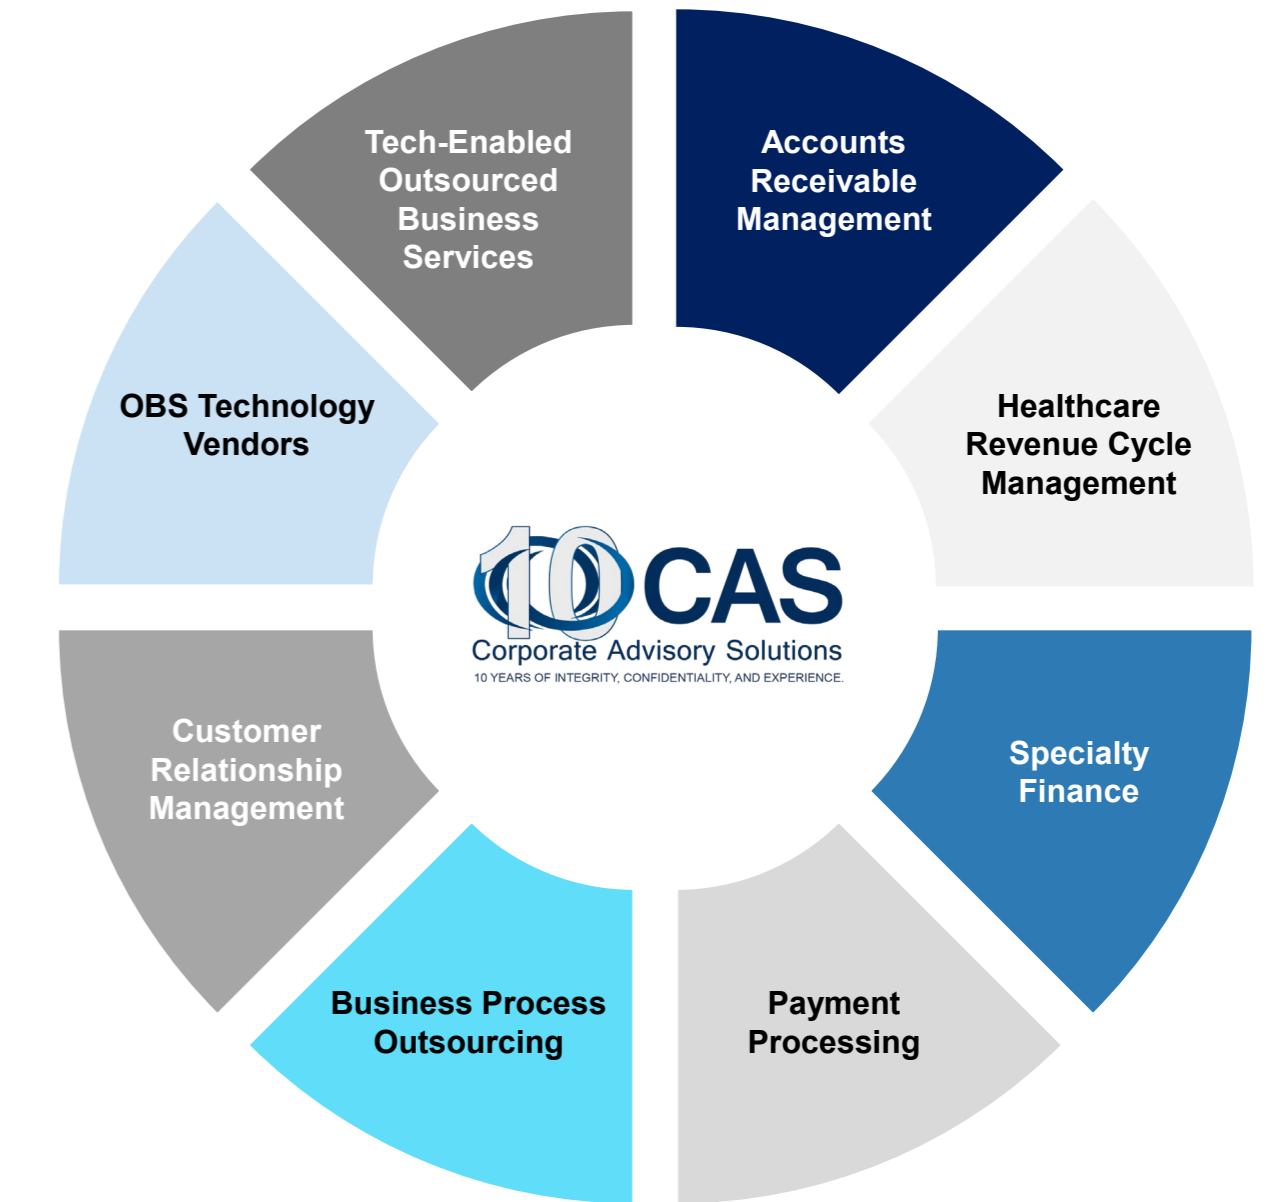 Tech-Enabled
Outsourced
Business
Services
Accounts
Receivable
Management
Healthcare
Revenue Cycle
Management
Specialty
Finance
Payment
Processing
Business Process
Outsourcing
Customer
Relationship
Management
OBS Technology
Vendors
10 CAS
Corporate Advisory Solutions
10 YEARS OF INTEGRITY, CONFIDENTIALITY, AND EXPERIENCE.